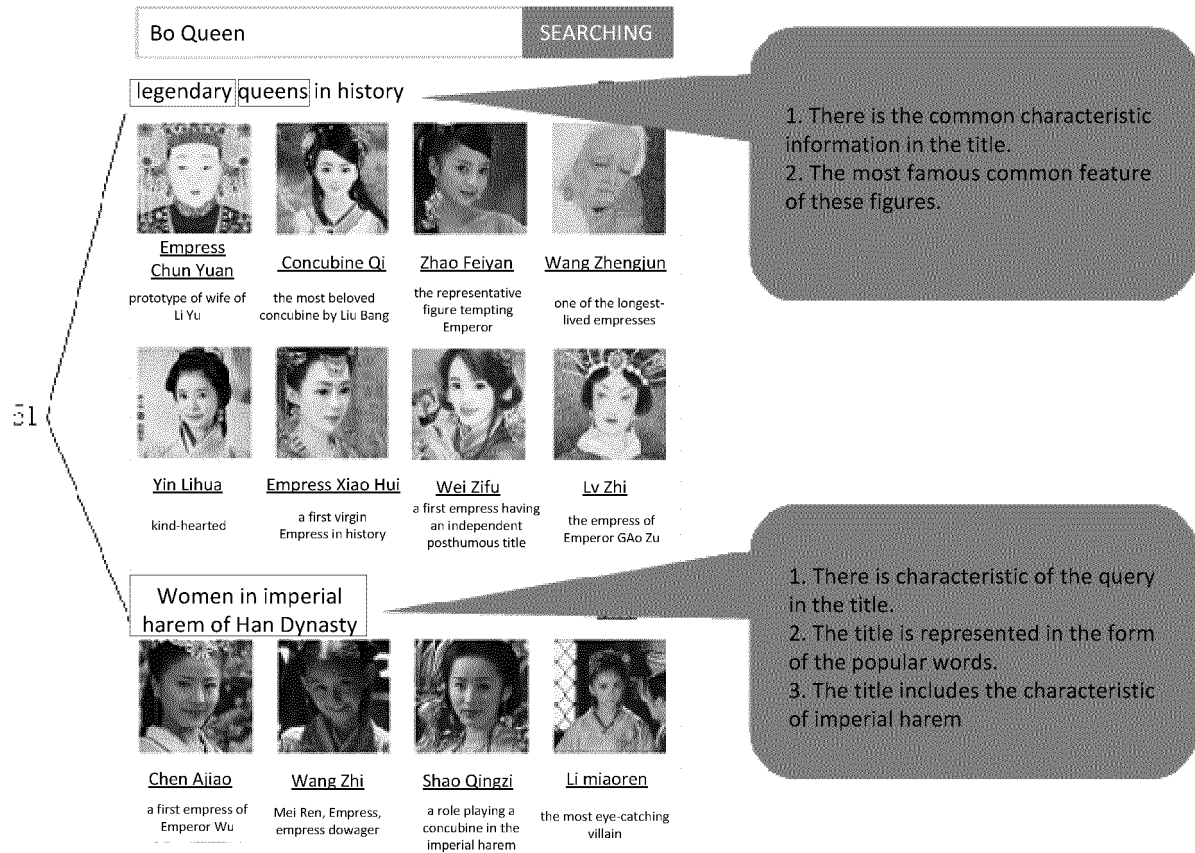 Bo Queen
SEARCHING
legendary queens in history
1. There is the common characteristic
information in the title.
2. The most famous common feature
of these figures.
Empress
Chun Yuan
Concubine Qi
Zhao Feiyan
Wang Zhengjun
prototype of wife of
Li Yu
the most beloved
concubine by Liu Bang
the representative
figure tempting
Emperor
one of the longest-
lived empresses
51
Yin Lihua
Empress Xiao Hui
Wei Zifu
Lv Zhi
kind-hearted
a first virgin
Empress in history
a first empress having
an independent
posthumous title
the empress of
Emperor GAo Zu
Women in imperial
harem of Han Dynasty
1. There is characteristic of the query
in the title.
2. The title is represented in the form
of the popular words.
3. The title includes the characteristic
of imperial harem
Chen Ajiao
Wang Zhi
Shao Qingzi
Li miaoren
a first empress of
Emperor Wu
Mei Ren, Empress,
empress dowager
a role playing a
concubine in the
imperial harem
the most eye-catching
villain